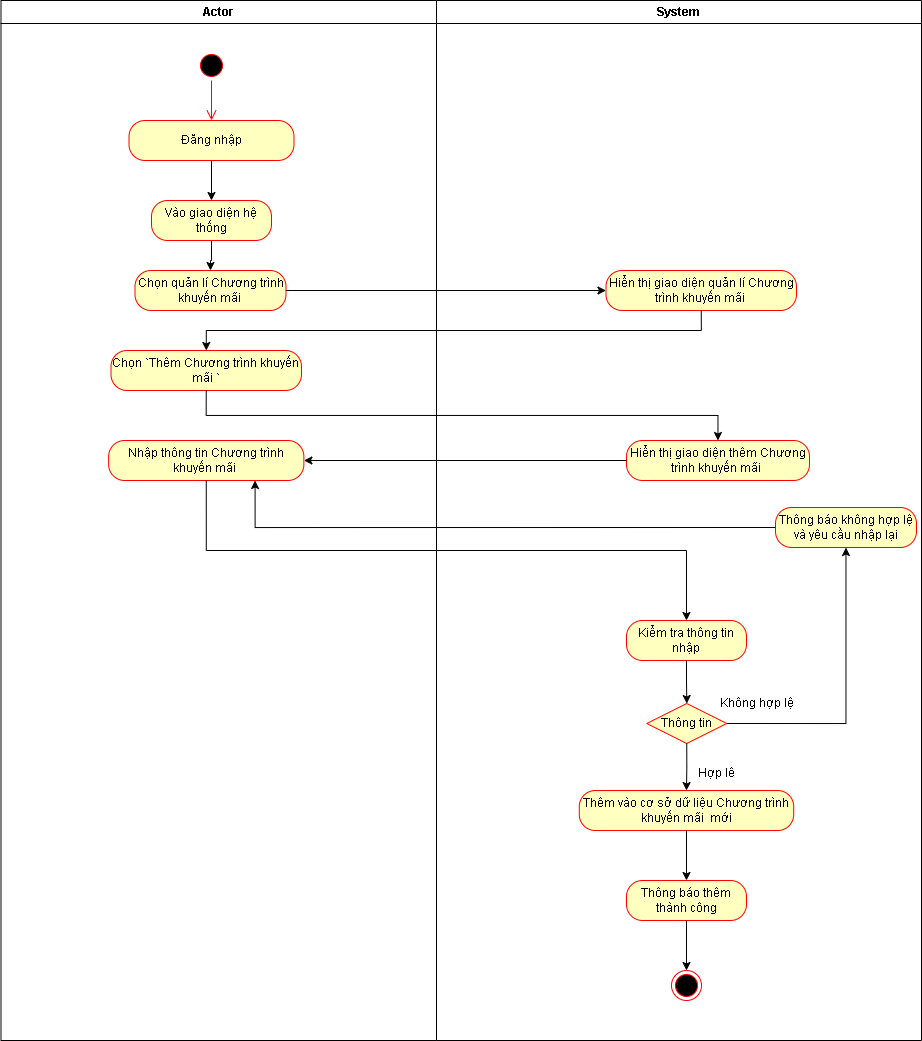 Actor
System
Đăng nhập
Vào giao diện hệ
thống
Chọn quản lí Chương trình
khuyến mãi
Hiển thị giao diện quản lí Chương
trình khuyến mãi
Chọn `Thêm Chương trình khuyến
mãi `
Nhập thông tin Chương trình
khuyến mãi
Hiển thị giao diện thêm Chương
trình khuyến mãi
Thông báo không hợp lệ
và yêu cầu nhập lại
Kiểm tra thông tin
nhập
Không hợp lệ
Thông tin
Hợp lê
Thêm vào cơ sở dữ liệu Chương trình
khuyến mãi  mới
Thông báo thêm
thành công